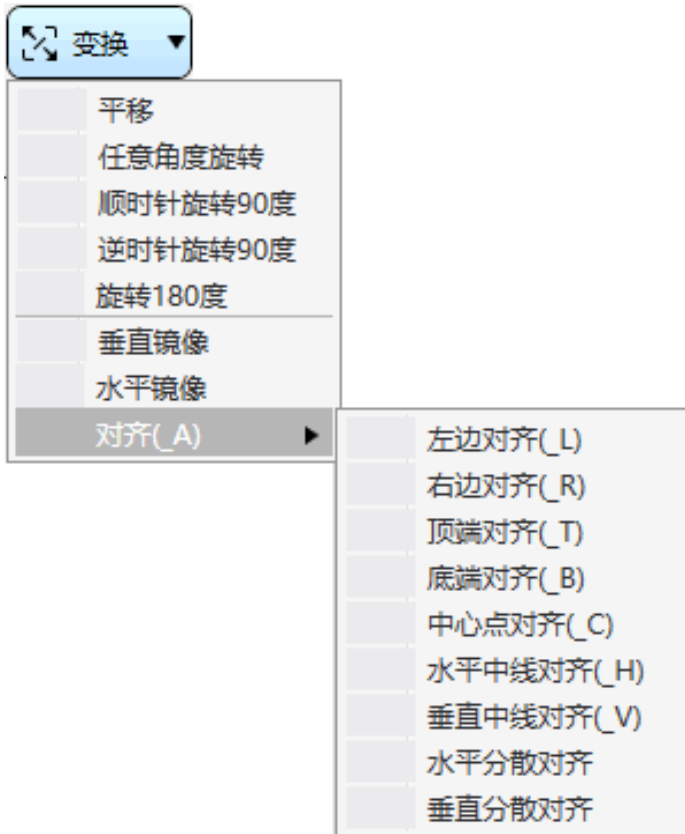 变换
平移
任意角度旋转
顺时针旋转90度
逆时针旋转90度
旋转180度
垂直镜像
水平镜像
对齐(_A)
左边对齐(_L)
右边对齐(_R)
顶端对齐(_T)
底端对齐(_B)
中心点对齐(_C)
水平中线对齐(_H)
垂直中线对齐(_V)
水平分散对齐
垂直分散对齐